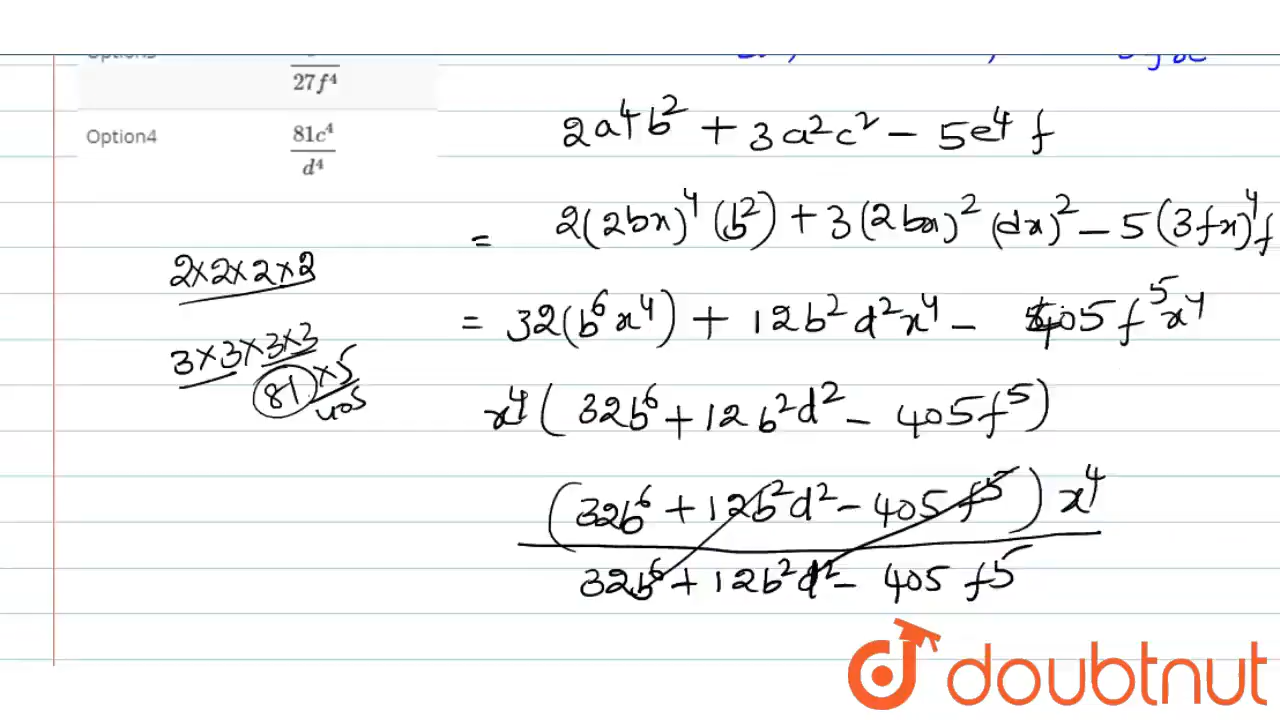 27f⁴
2a⁴b² + 3a²c² − 5e⁴f
Option4 81c⁴/d⁴
= 2(2bx)⁴(b²) + 3(2bx)²(dx)² − 5(3fx)⁴f
2×2×2×2
= 32(b⁶x⁴) + 12b²d²x⁴ − 405f⁵x⁴
3×3×3×3
81 ×5
405
x⁴(32b⁶ + 12b²d² − 405f⁵)
(32b⁶ + 12b²d² − 405f⁵)x⁴
32b⁶ + 12b²d² − 405f⁵
doubtnut